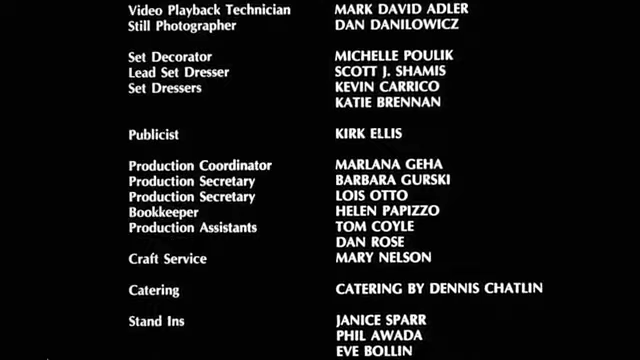 Video Playback Technician MARK DAVID ADLER
Still Photographer DAN DANILOWICZ
Set Decorator MICHELLE POULIK
Lead Set Dresser SCOTT J. SHAMIS
Set Dressers KEVIN CARRICO
KATIE BRENNAN
Publicist KIRK ELLIS
Production Coordinator MARLANA GEHA
Production Secretary BARBARA GURSKI
Production Secretary LOIS OTTO
Bookkeeper HELEN PAPIZZO
Production Assistants TOM COYLE
DAN ROSE
Craft Service MARY NELSON
Catering CATERING BY DENNIS CHATLIN
Stand Ins JANICE SPARR
PHIL AWADA
EVE BOLLIN